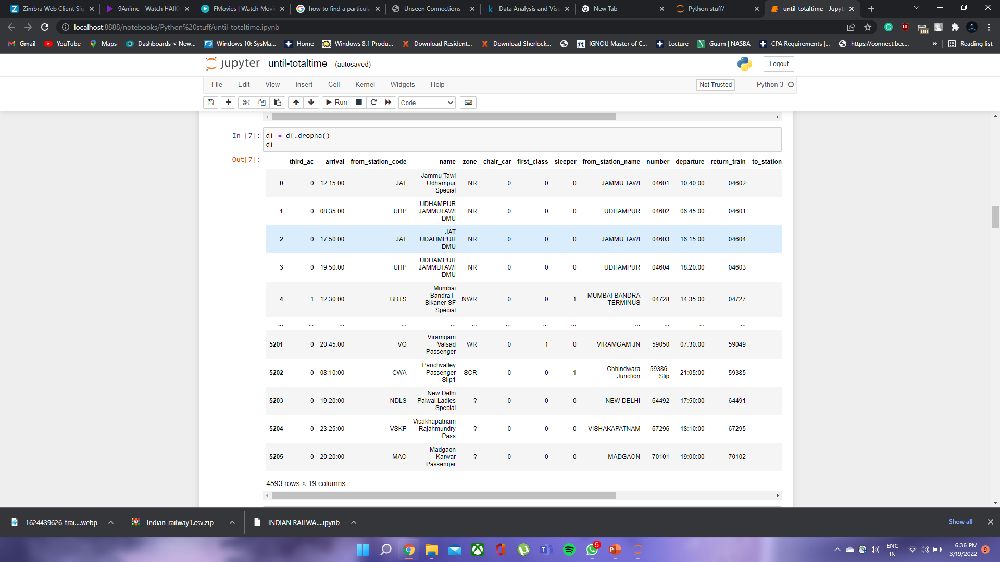 Zimbra Web Client Sig
9Anime - Watch HAIKY
FMovies | Watch Movie
how to find a particula
Unseen Connections -
Data Analysis and Visu
New Tab
Python stuff/
until-totaltime - Jupyt
localhost:8888/notebooks/Python%20stuff/until-totaltime.ipynb
Off
Gmail YouTube Maps Dashboards < New... Windows 10: SysMa... Home Windows 8.1 Produ... Download Resident... Download Sherlock... IGNOU Master of C... Lecture Guam | NASBA CPA Requirements |... https://connect.bec... » Reading list
jupyter until-totaltime (autosaved) Logout
File Edit View Insert Cell Kernel Widgets Help Not Trusted Python 3
Run Code
In [7]: df = df.dropna()
df
Out[7]:
third_ac arrival from_station_code name zone chair_car first_class sleeper from_station_name number departure return_train to_station
Jammu Tawi
0 0 12:15:00 JAT Udhampur NR 0 0 0 JAMMU TAWI 04601 10:40:00 04602
Special
UDHAMPUR
1 0 08:35:00 UHP JAMMUTAWI NR 0 0 0 UDHAMPUR 04602 06:45:00 04601
DMU
JAT
2 0 17:50:00 JAT UDAHMPUR NR 0 0 0 JAMMU TAWI 04603 16:15:00 04604
DMU
UDHAMPUR
3 0 19:50:00 UHP JAMMUTAWI NR 0 0 0 UDHAMPUR 04604 18:20:00 04603
DMU
Mumbai
BandraT- MUMBAI BANDRA
4 1 12:30:00 BDTS Bikaner SF NWR 0 0 1 TERMINUS 04728 14:35:00 04727
Special
... ... ... ... ... ... ... ... ... ... ... ... ...
Viramgam
5201 0 20:45:00 VG Valsad WR 0 1 0 VIRAMGAM JN 59050 07:30:00 59049
Passenger
Panchvalley Chhindwara 59386-
5202 0 08:10:00 CWA Passenger SCR 0 0 1 Junction Slip 21:05:00 59385
Slip1
New Delhi
5203 0 19:20:00 NDLS Palwal Ladies ? 0 0 0 NEW DELHI 64492 17:50:00 64491
Special
Visakhapatnam
5204 0 23:25:00 VSKP Rajahmundry ? 0 0 0 VISHAKAPATNAM 67296 18:10:00 67295
Pass
Madgaon
5205 0 20:20:00 MAO Karwar ? 0 0 0 MADGAON 70101 19:00:00 70102
Passenger
4593 rows × 19 columns
1624439626_trai....webp Indian_railway1.csv.zip INDIAN RAILWA....ipynb Show all
5
ENG
IN
6:36 PM
3/19/2022
9